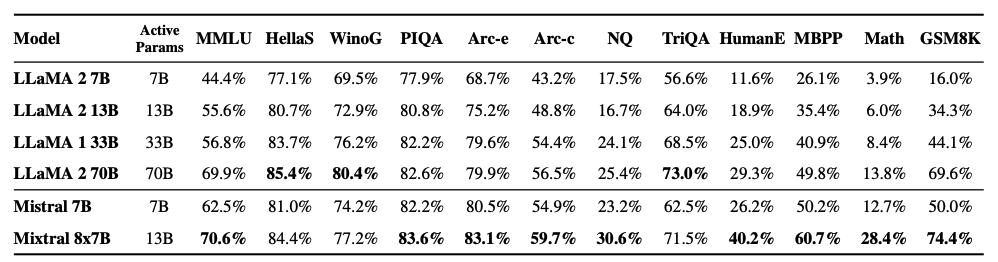 Model Active Params MMLU HellaS WinoG PIQA Arc-e Arc-c NQ TriQA HumanE MBPP Math GSM8K
LLaMA 2 7B 7B 44.4% 77.1% 69.5% 77.9% 68.7% 43.2% 17.5% 56.6% 11.6% 26.1% 3.9% 16.0%
LLaMA 2 13B 13B 55.6% 80.7% 72.9% 80.8% 75.2% 48.8% 16.7% 64.0% 18.9% 35.4% 6.0% 34.3%
LLaMA 1 33B 33B 56.8% 83.7% 76.2% 82.2% 79.6% 54.4% 24.1% 68.5% 25.0% 40.9% 8.4% 44.1%
LLaMA 2 70B 70B 69.9% 85.4% 80.4% 82.6% 79.9% 56.5% 25.4% 73.0% 29.3% 49.8% 13.8% 69.6%
Mistral 7B 7B 62.5% 81.0% 74.2% 82.2% 80.5% 54.9% 23.2% 62.5% 26.2% 50.2% 12.7% 50.0%
Mixtral 8x7B 13B 70.6% 84.4% 77.2% 83.6% 83.1% 59.7% 30.6% 71.5% 40.2% 60.7% 28.4% 74.4%